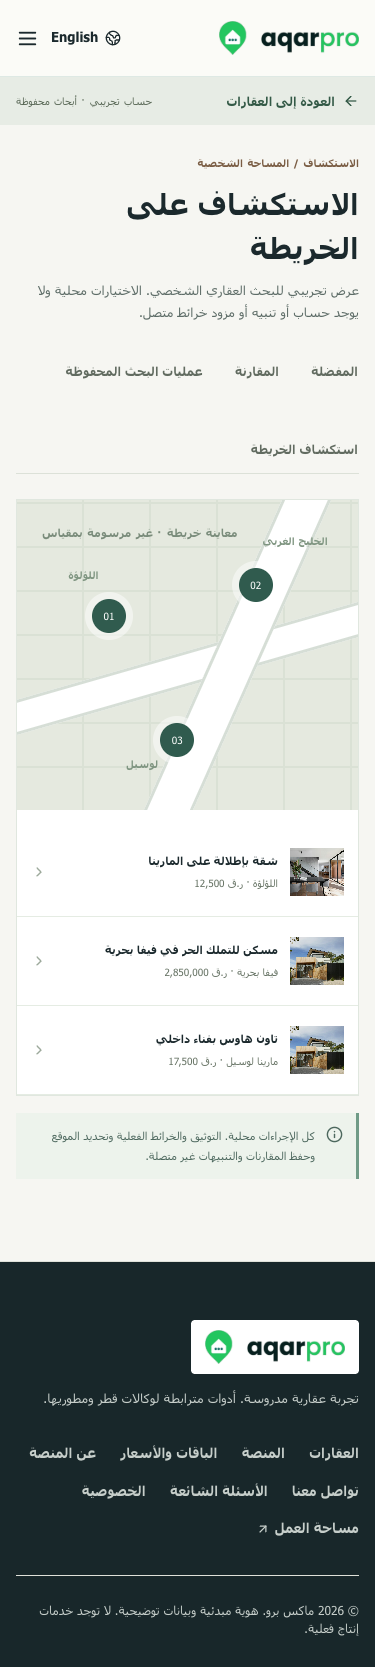 aqarpro
English
العودة إلى العقارات
حساب تجريبي · أبحاث محفوظة
الاستكشاف / المساحة الشخصية
الاستكشاف على
الخريطة
عرض تجريبي للبحث العقاري الشخصي. الاختيارات محلية ولا
يوجد حساب أو تنبيه أو مزود خرائط متصل.
المفضلة
المقارنة
عمليات البحث المحفوظة
استكشاف الخريطة
معاينة خريطة · غير مرسومة بمقياس
الخليج الغربي
اللؤلؤة
02
01
03
لوسيل
شقة بإطلالة على المارينا
اللؤلؤة · ر.ق 12,500
مسكن للتملك الحر في فيفا بحرية
فيفا بحرية · ر.ق 2,850,000
تاون هاوس بفناء داخلي
مارينا لوسيل · ر.ق 17,500
كل الإجراءات محلية. التوثيق والخرائط الفعلية وتحديد الموقع
وحفظ المقارنات والتنبيهات غير متصلة.
aqarpro
تجربة عقارية مدروسة. أدوات مترابطة لوكالات قطر ومطوريها.
العقارات المنصة الباقات والأسعار عن المنصة
تواصل معنا الأسئلة الشائعة الخصوصية
مساحة العمل
© 2026 ماكس برو. هوية مبدئية وبيانات توضيحية. لا توجد خدمات
إنتاج فعلية.